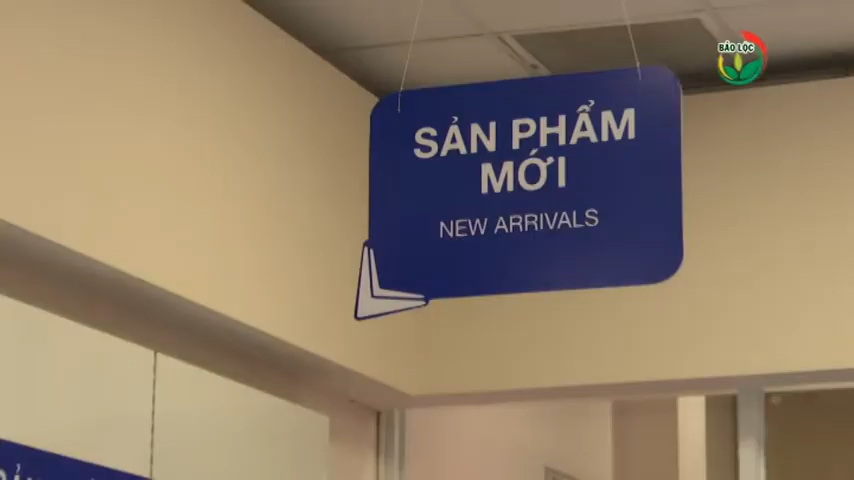 BẢO LỘC
SẢN PHẨM
MỚI
NEW ARRIVALS